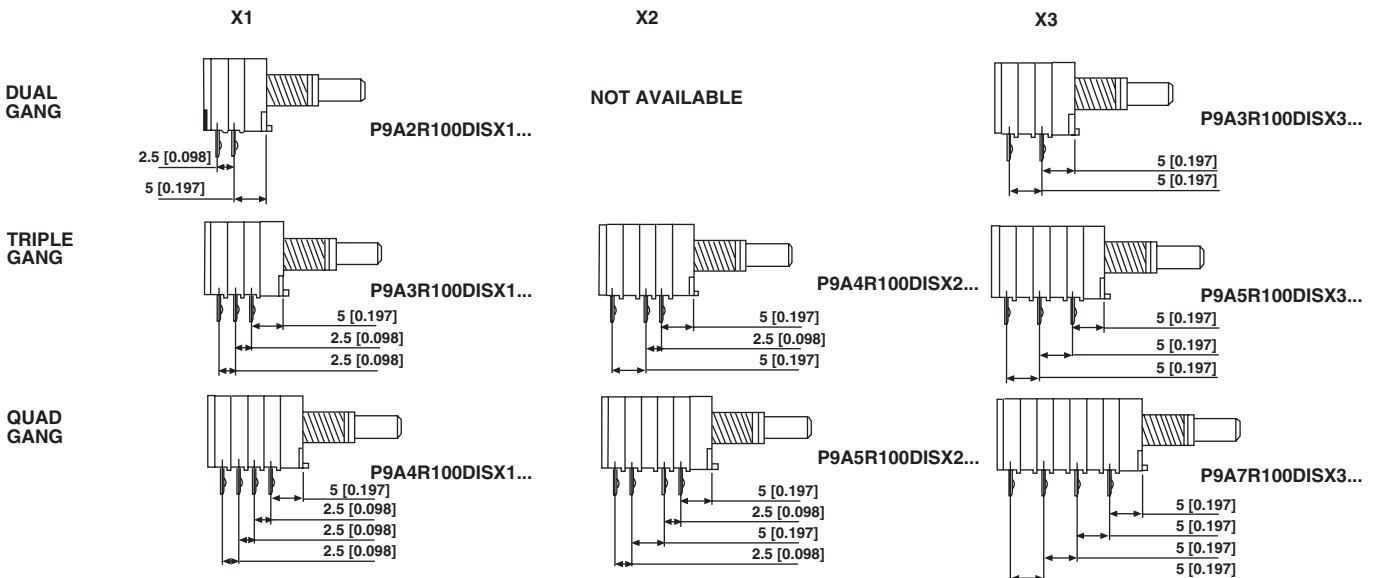 X1
X2
X3
DUAL
GANG
NOT AVAILABLE
P9A2R100DISX1...
P9A3R100DISX3...
2.5 [0.098]
5 [0.197]
5 [0.197]
5 [0.197]
TRIPLE
GANG
P9A3R100DISX1...
5 [0.197]
2.5 [0.098]
2.5 [0.098]
P9A4R100DISX2...
5 [0.197]
2.5 [0.098]
5 [0.197]
P9A5R100DISX3...
5 [0.197]
5 [0.197]
5 [0.197]
QUAD
GANG
P9A4R100DISX1...
5 [0.197]
2.5 [0.098]
2.5 [0.098]
2.5 [0.098]
P9A5R100DISX2...
5 [0.197]
2.5 [0.098]
5 [0.197]
2.5 [0.098]
P9A7R100DISX3...
5 [0.197]
5 [0.197]
5 [0.197]
5 [0.197]